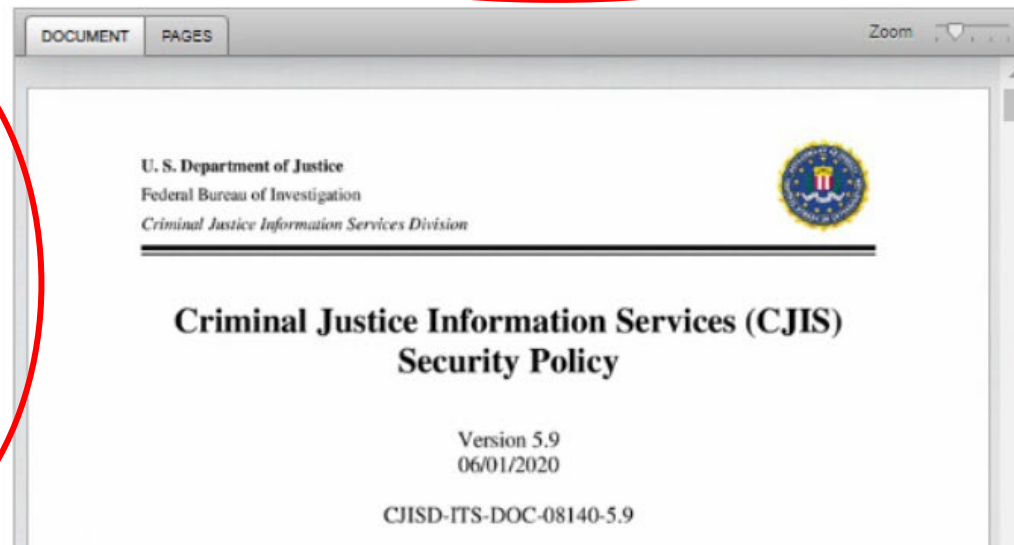 DOCUMENT PAGES Zoom
U. S. Department of Justice
Federal Bureau of Investigation
Criminal Justice Information Services Division
Criminal Justice Information Services (CJIS)
Security Policy
Version 5.9
06/01/2020
CJISD-ITS-DOC-08140-5.9